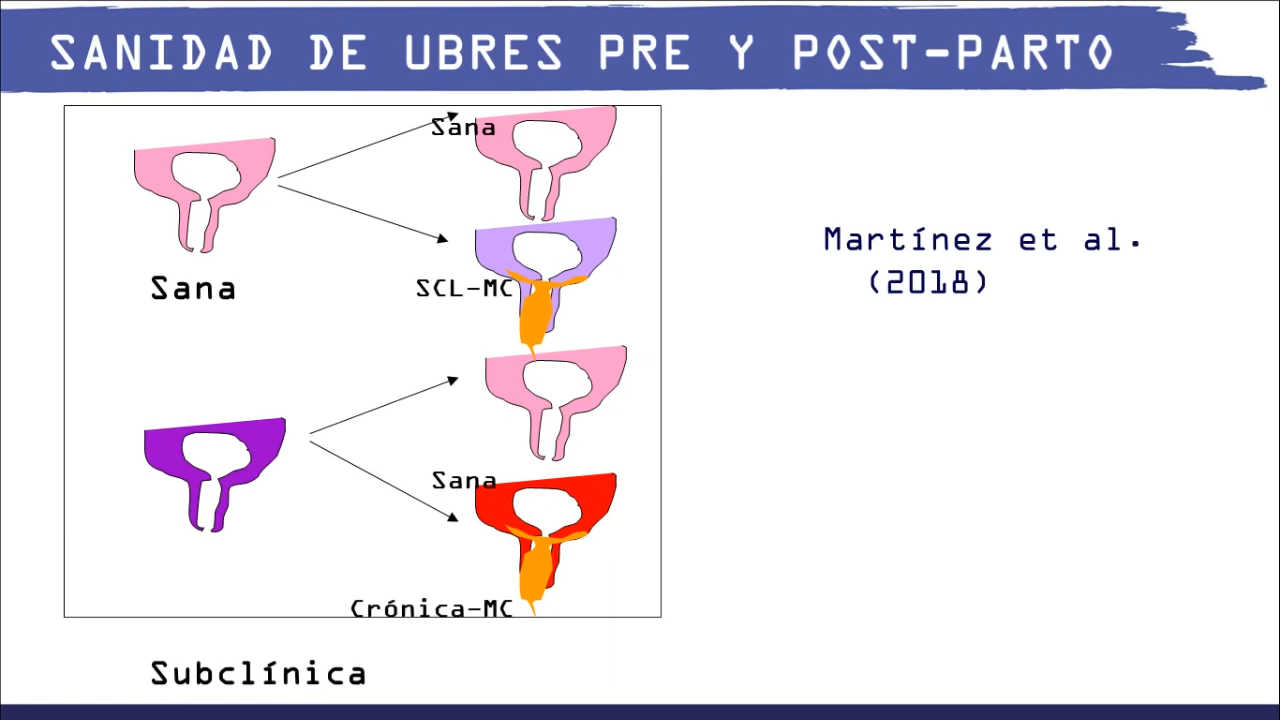 SANIDAD DE UBRES PRE Y POST-PARTO
Sana
Sana
SCL-MC
Martínez et al.
(2018)
Sana
Crónica-MC
Subclínica